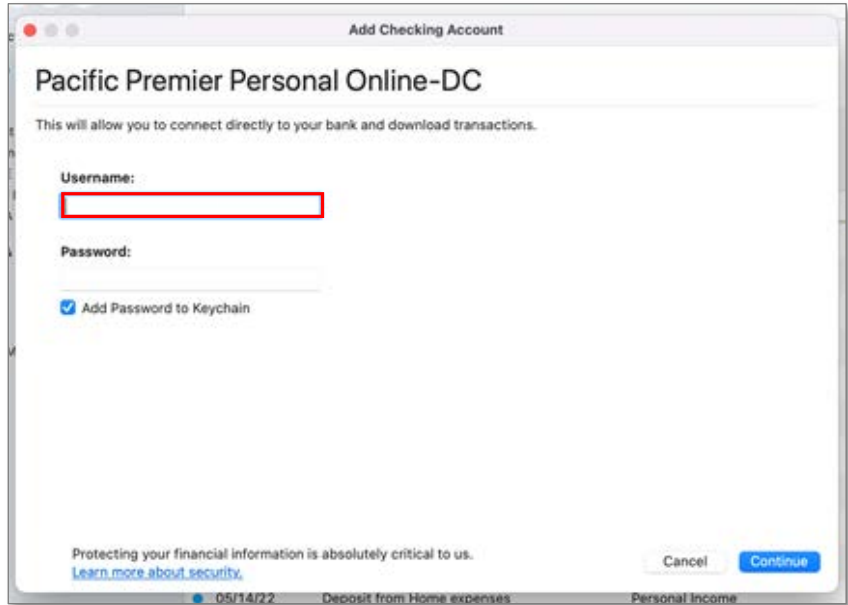 Add Checking Account
Pacific Premier Personal Online-DC
This will allow you to connect directly to your bank and download transactions.
Username:
Password:
Add Password to Keychain
Protecting your financial information is absolutely critical to us.
Learn more about security.
Cancel
Continue
05/14/22 Deposit from Home expenses Personal Income